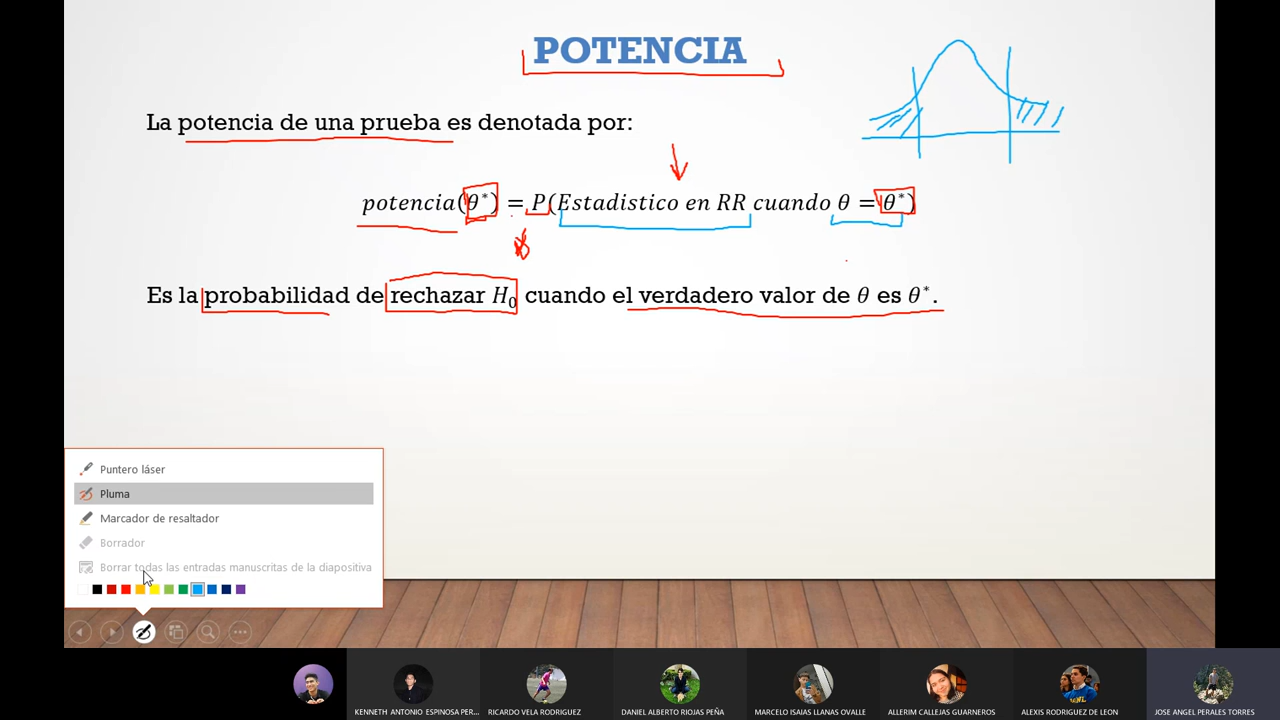 POTENCIA
La potencia de una prueba es denotada por:
potencia(θ*) = P(Estadistico en RR cuando θ = θ*)
Es la probabilidad de rechazar H₀ cuando el verdadero valor de θ es θ*.
Puntero láser
Pluma
Marcador de resaltador
Borrador
Borrar todas las entradas manuscritas de la diapositiva
KENNETH ANTONIO ESPINOSA PER...
RICARDO VELA RODRIGUEZ
DANIEL ALBERTO RIOJAS PEÑA
MARCELO ISAIAS LLANAS OVALLE
ALLERIM CALLEJAS GUARNEROS
ALEXIS RODRIGUEZ DE LEON
JOSE ANGEL PERALES TORRES